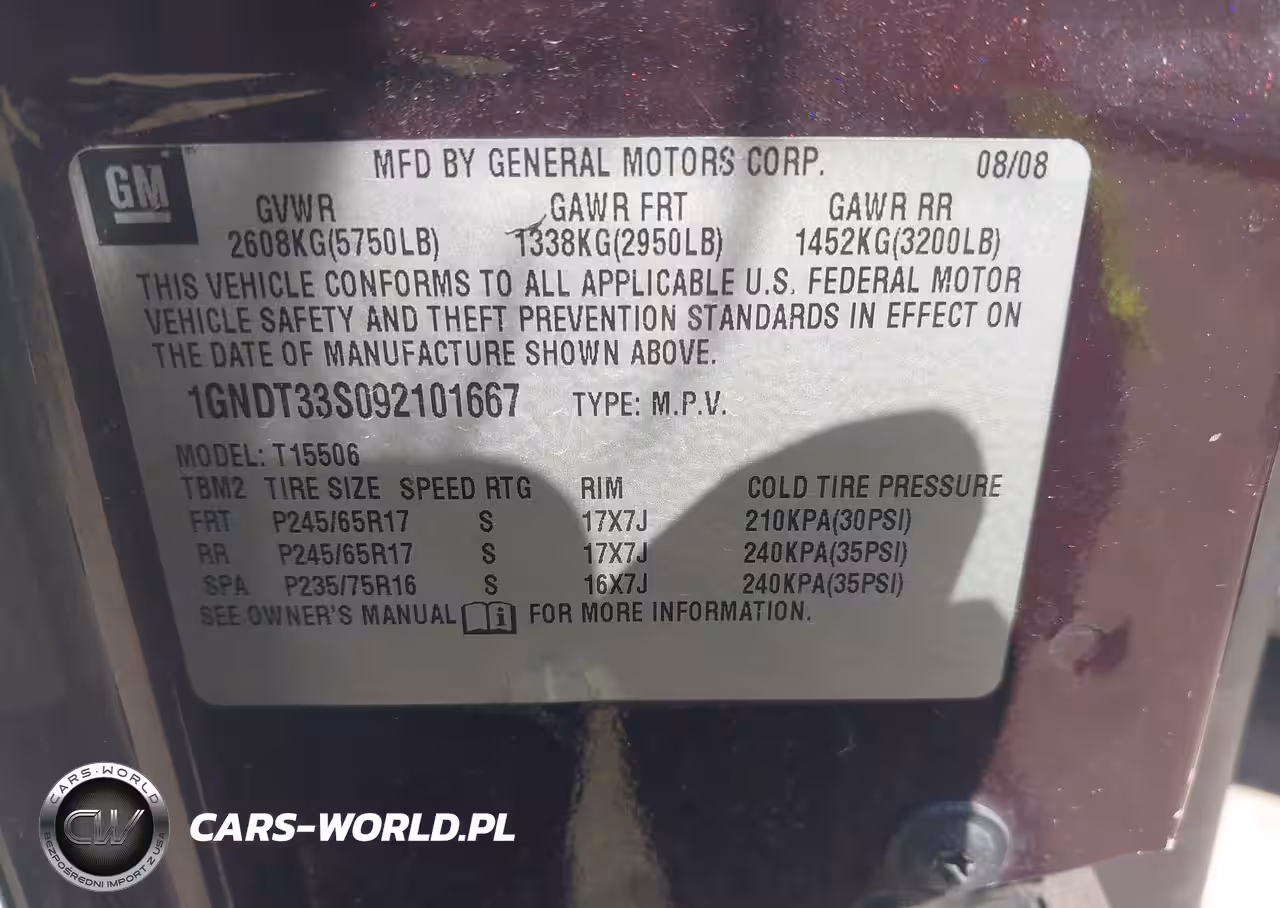 GM
MFD BY GENERAL MOTORS CORP. 08/08
GVWR GAWR FRT GAWR RR
2608KG(5750LB) 1338KG(2950LB) 1452KG(3200LB)
THIS VEHICLE CONFORMS TO ALL APPLICABLE U.S. FEDERAL MOTOR
VEHICLE SAFETY AND THEFT PREVENTION STANDARDS IN EFFECT ON
THE DATE OF MANUFACTURE SHOWN ABOVE.
1GNDT33S092101667 TYPE: M.P.V.
MODEL: T15506
TBM2 TIRE SIZE SPEED RTG RIM COLD TIRE PRESSURE
FRT P245/65R17 S 17X7J 210KPA(30PSI)
RR P245/65R17 S 17X7J 240KPA(35PSI)
SPA P235/75R16 S 16X7J 240KPA(35PSI)
SEE OWNER'S MANUAL i FOR MORE INFORMATION.
CARS-WORLD
CW
BEZPOŚREDNI IMPORT Z USA
CARS-WORLD.PL